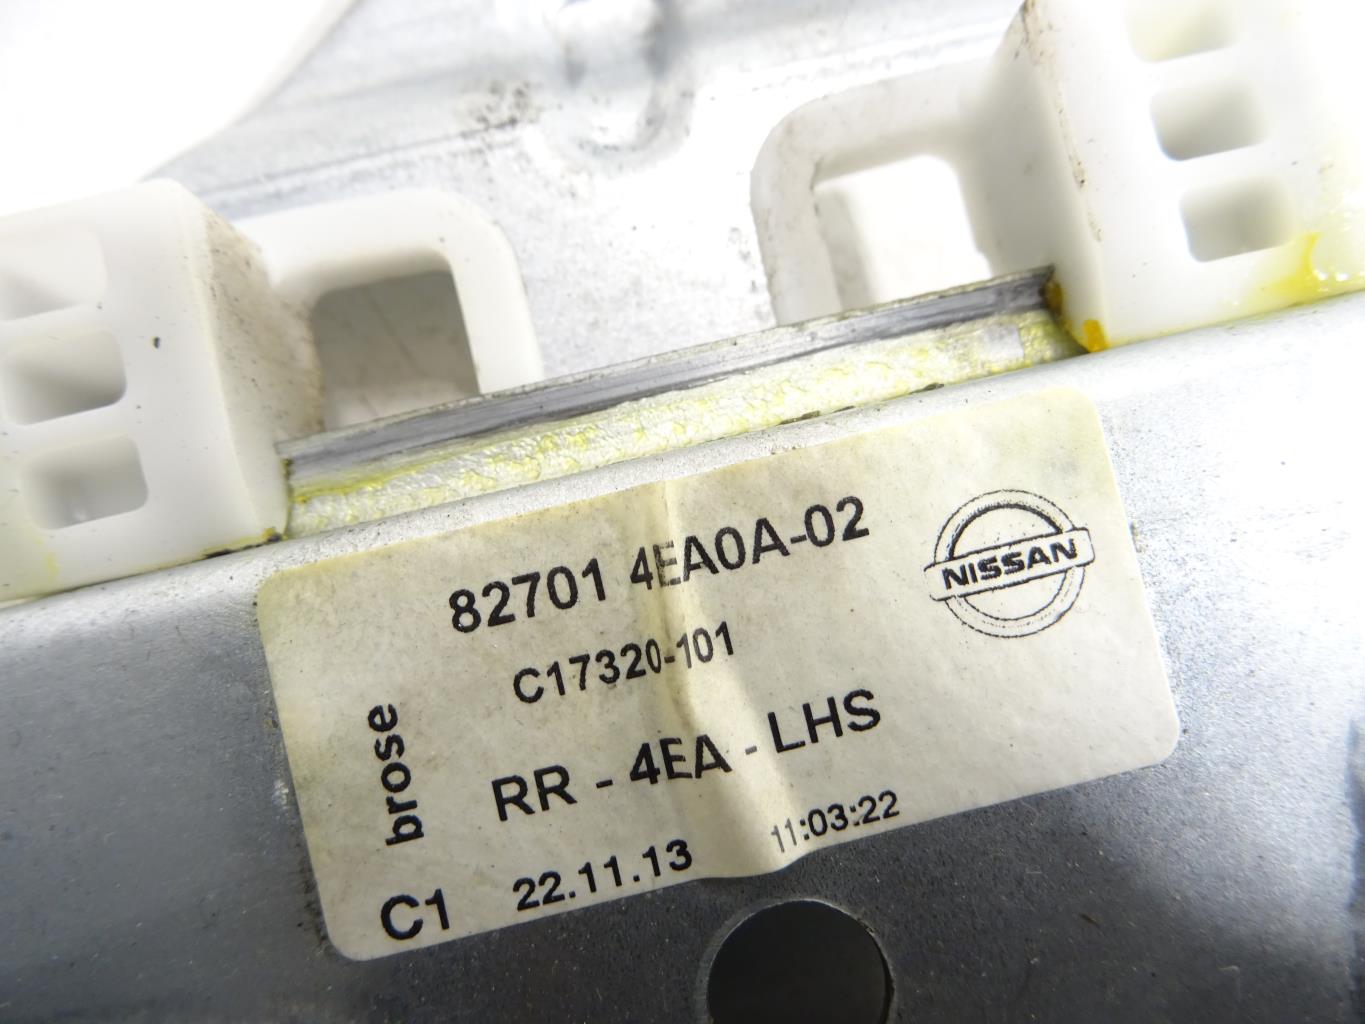 82701 4EA0A-02
NISSAN
C17320-101
brose
RR - 4EA - LHS
C1 22.11.13 11:03:22